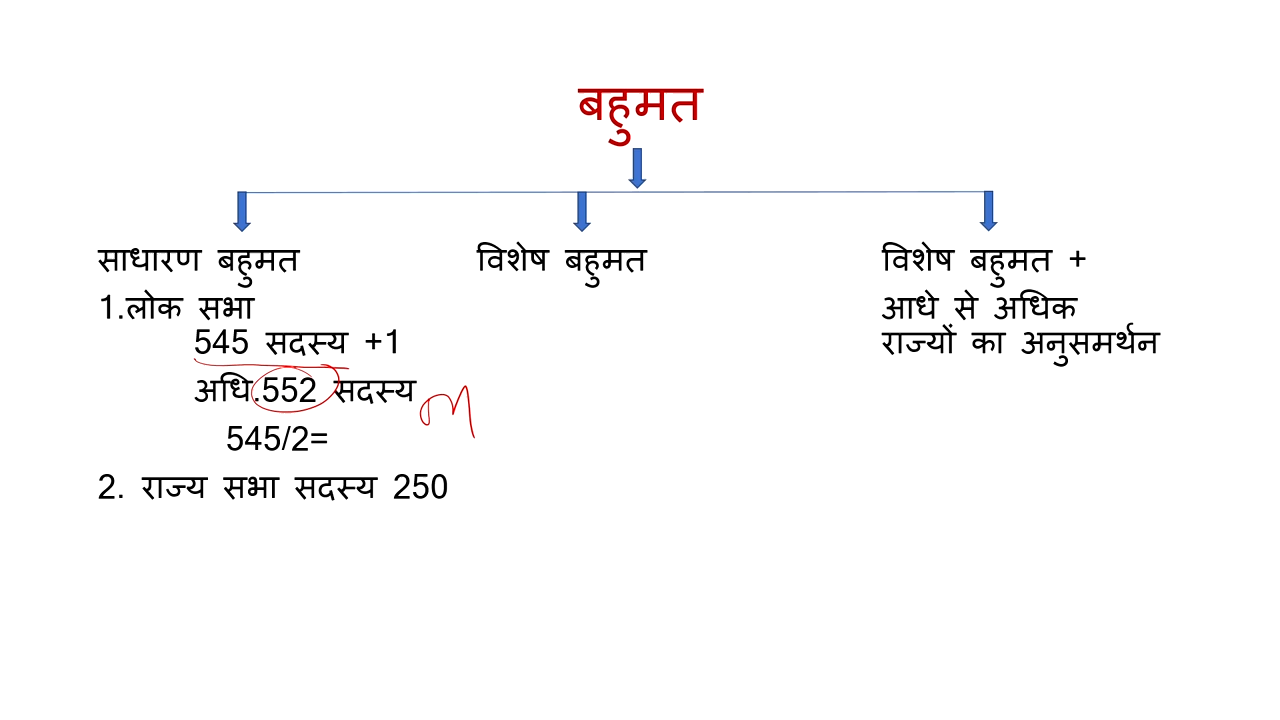 बहुमत
साधारण बहुमत
1.लोक सभा
545 सदस्य +1
अधि.552 सदस्य
545/2=
2. राज्य सभा सदस्य 250
विशेष बहुमत
विशेष बहुमत +
आधे से अधिक
राज्यों का अनुसमर्थन